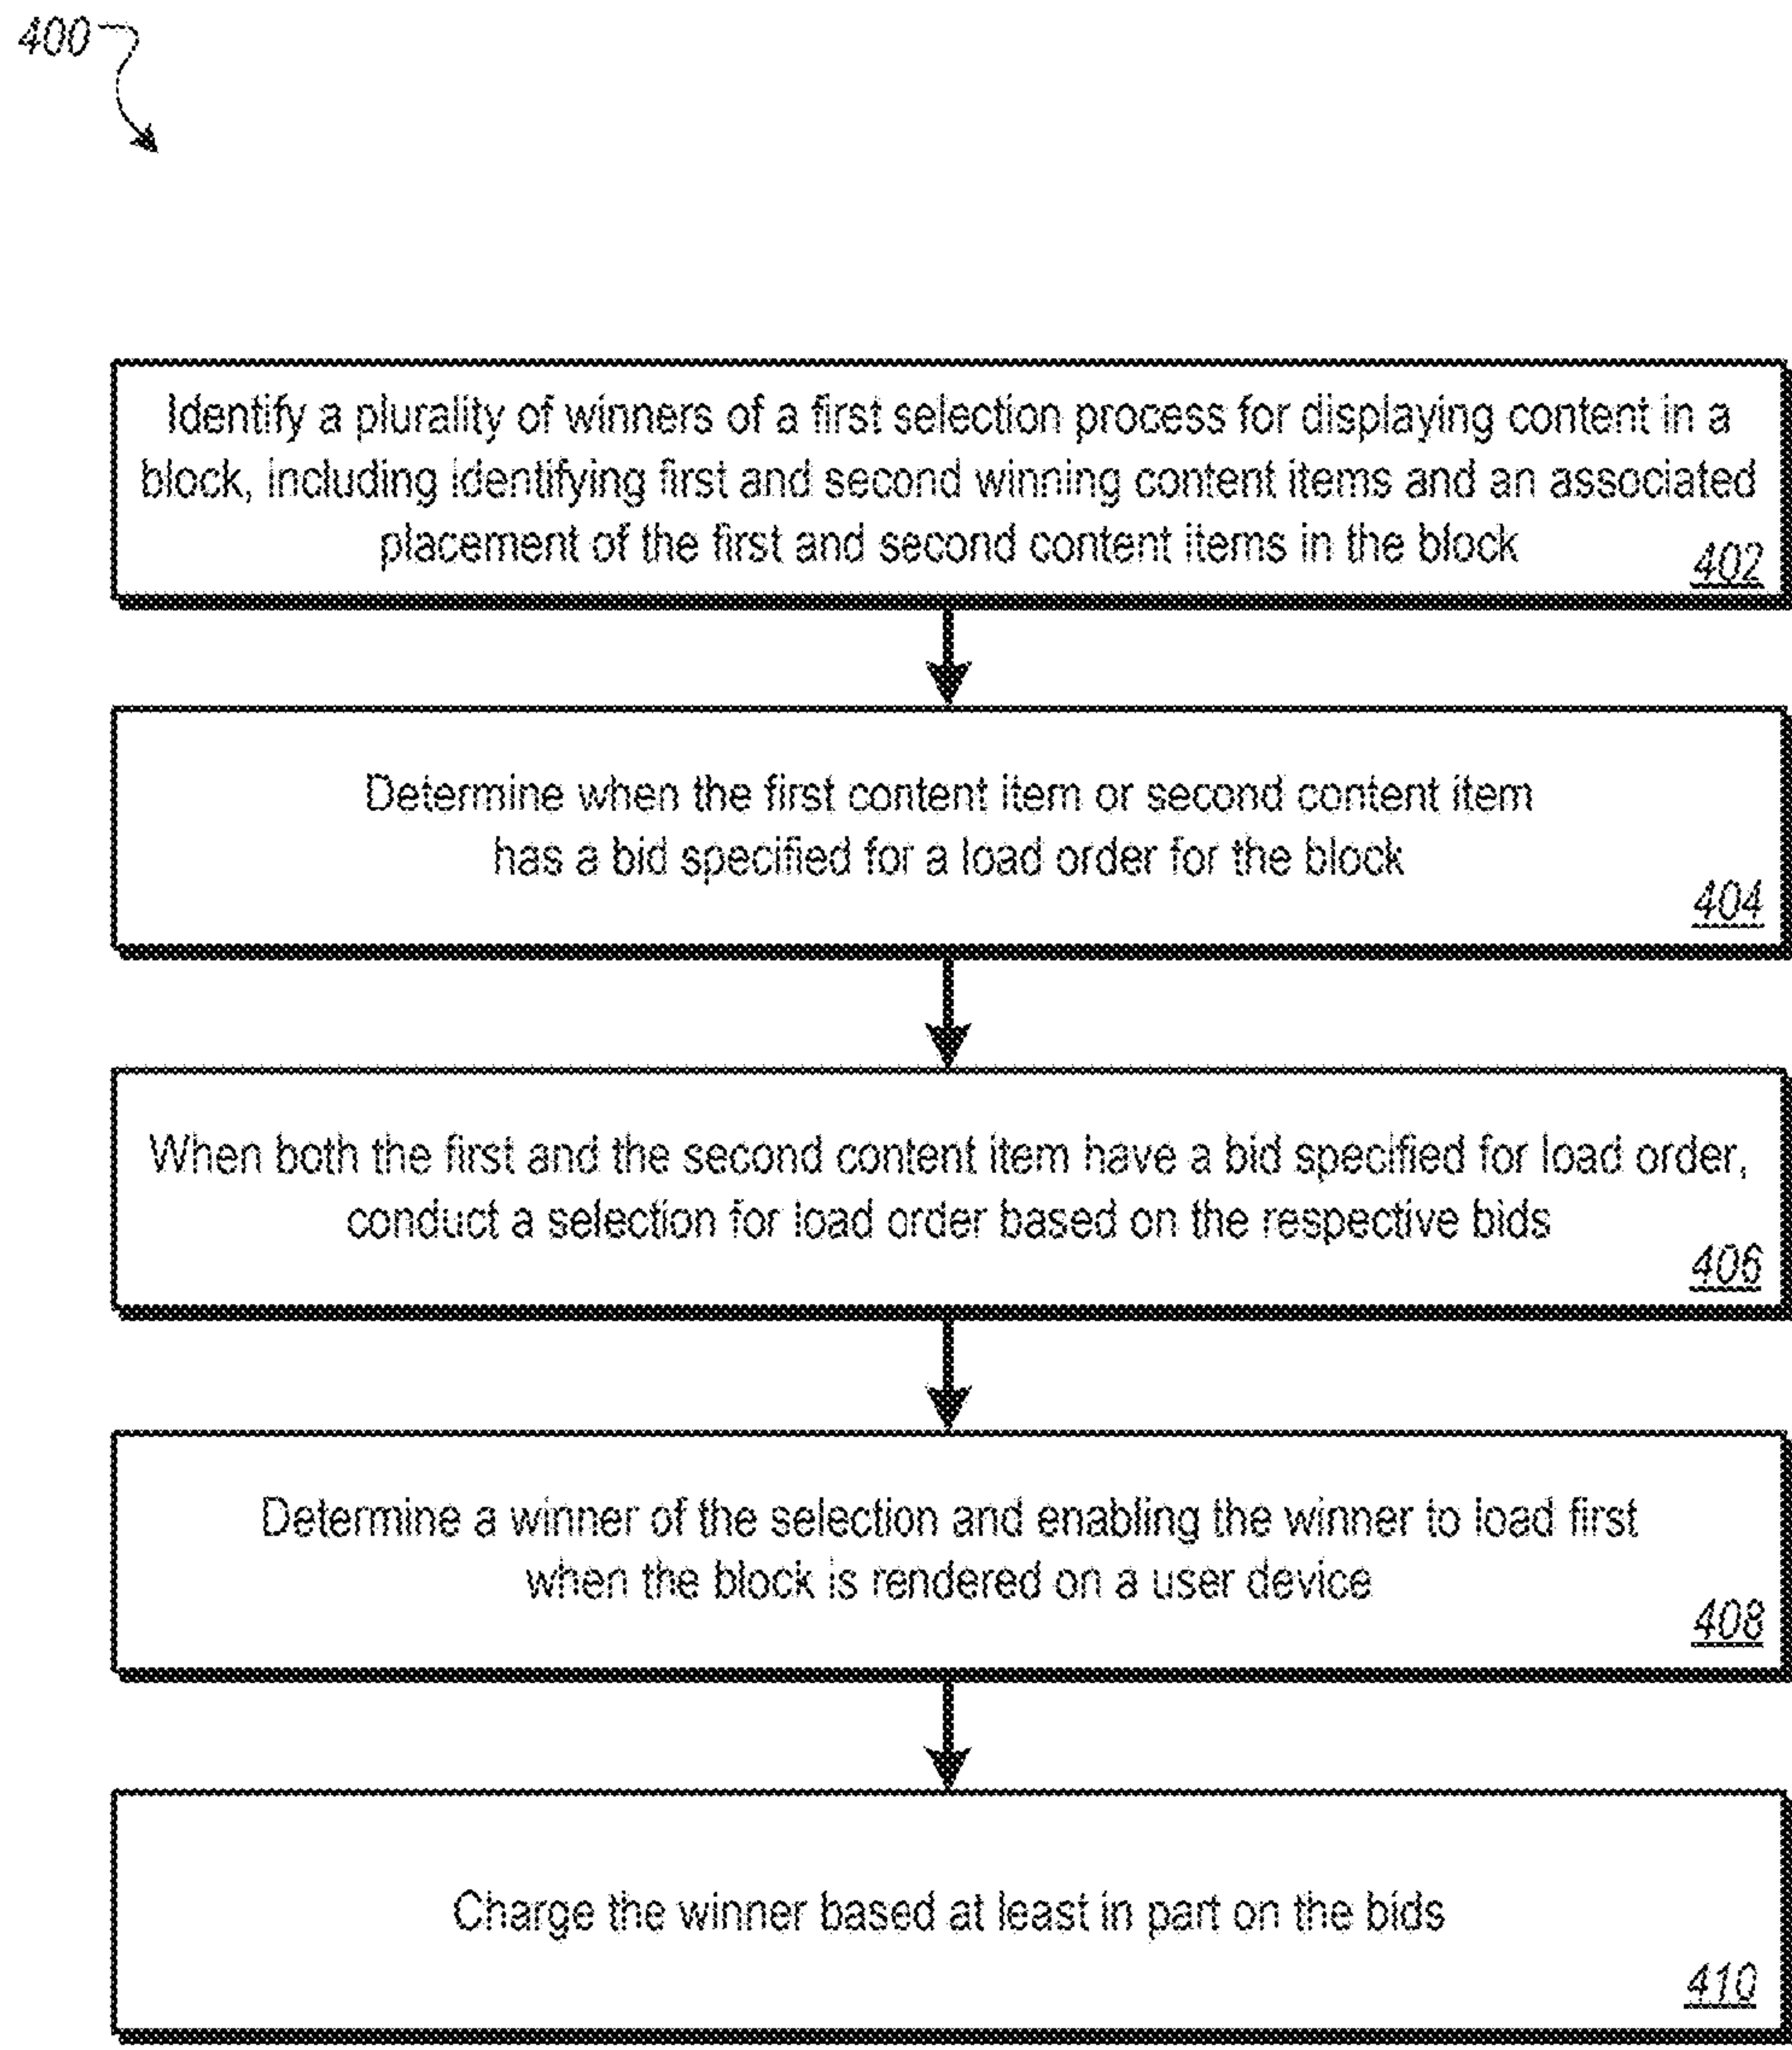 400
Identify a plurality of winners of a first selection process for displaying content in a
block, including identifying first and second winning content items and an associated
placement of the first and second content items in the block
402
Determine when the first content item or second content item
has a bid specified for a load order for the block
404
When both the first and the second content item have a bid specified for load order,
conduct a selection for load order based on the respective bids
406
Determine a winner of the selection and enabling the winner to load first
when the block is rendered on a user device
408
Charge the winner based at least in part on the bids
410